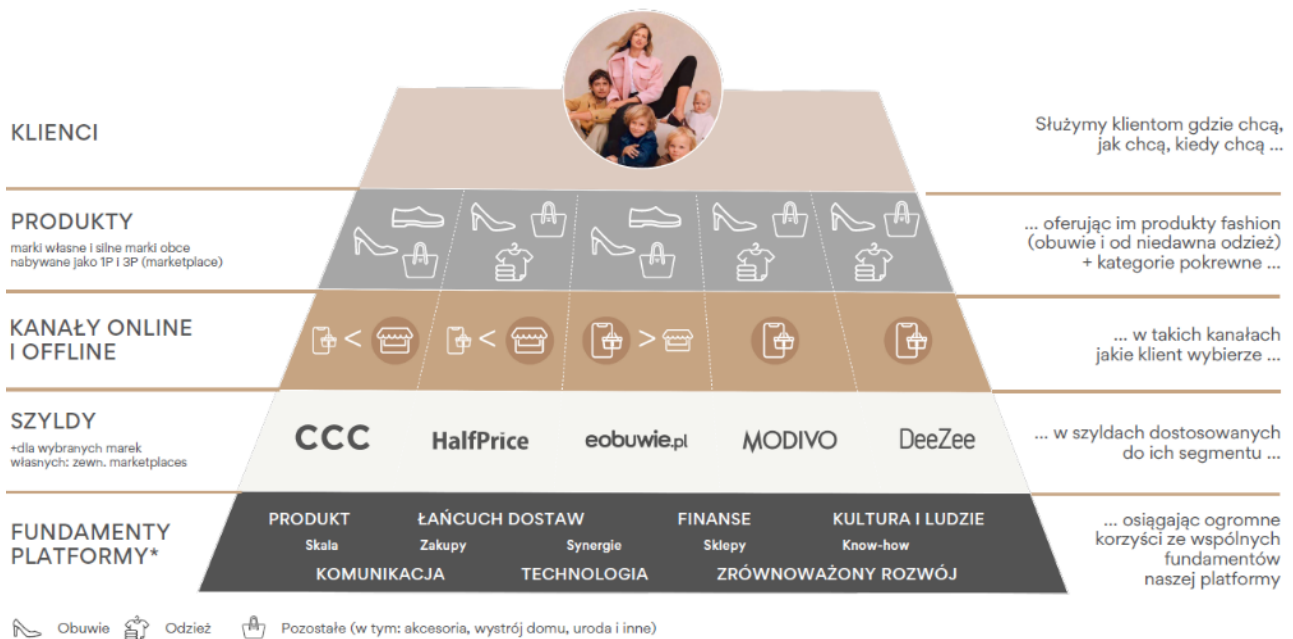 KLIENCI
Służymy klientom gdzie chcą,
jak chcą, kiedy chcą ...
PRODUKTY
marki własne i silne marki obce
nabywane jako 1P i 3P (marketplace)
... oferując im produkty fashion
(obuwie i od niedawna odzież)
+ kategorie pokrewne ...
KANAŁY ONLINE
I OFFLINE
<
<
>
... w takich kanałach
jakie klient wybierze ...
SZYLDY
+dla wybranych marek
własnych: zewn. marketplaces
CCC
HalfPrice
eobuwie.pl
MODIVO
DeeZee
... w szyldach dostosowanych
do ich segmentu ...
FUNDAMENTY
PLATFORMY*
PRODUKT ŁAŃCUCH DOSTAW FINANSE KULTURA I LUDZIE
Skala Zakupy Synergie Sklepy Know-how
KOMUNIKACJA TECHNOLOGIA ZRÓWNOWAŻONY ROZWÓJ
... osiągając ogromne
korzyści ze wspólnych
fundamentów
naszej platformy
Obuwie Odzież Pozostałe (w tym: akcesoria, wystrój domu, uroda i inne)